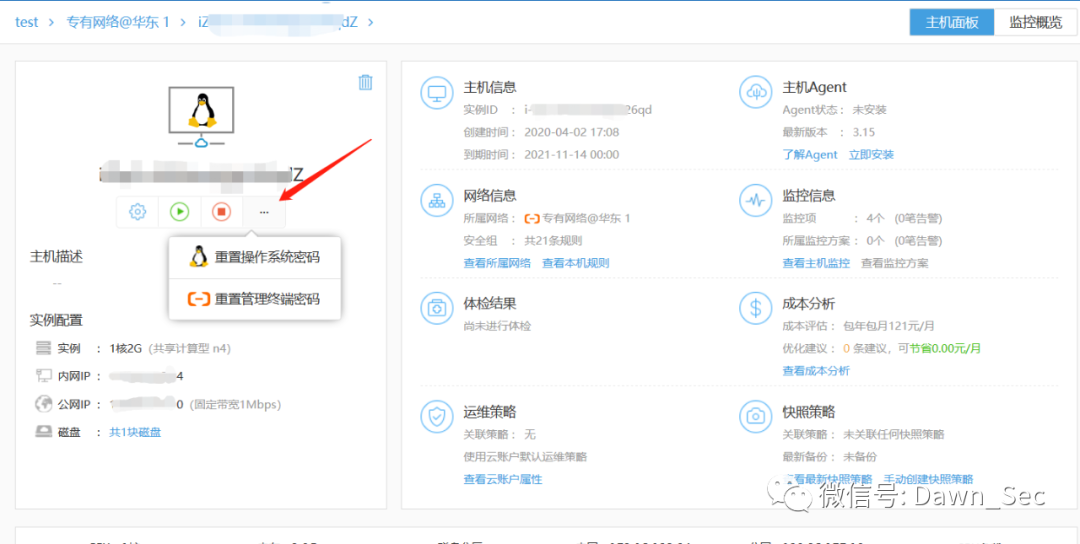 test > 专有网络@华东 1 > iZ dZ >
主机面板 监控概览
Z
重置操作系统密码
重置管理终端密码
主机描述
--
实例配置
实例 : 1核2G (共享计算型 n4)
内网IP : 4
公网IP : 0 (固定带宽1Mbps)
磁盘 : 共1块磁盘
主机信息
实例ID : i- 26qd
创建时间 : 2020-04-02 17:08
到期时间 : 2021-11-14 00:00
主机Agent
Agent状态 : 未安装
最新版本 : 3.15
了解Agent 立即安装
网络信息
所属网络 : 专有网络@华东 1
安全组 : 共21条规则
查看所属网络 查看本机规则
监控信息
监控项 : 4个 (0笔告警)
所属监控方案 : 0个 (0笔告警)
查看主机监控 查看监控方案
体检结果
尚未进行体检
成本分析
成本评估 : 包年包月121元/月
优化建议 : 0 条建议, 可节省0.00元/月
查看成本分析
运维策略
关联策略 : 无
使用云账户默认运维策略
查看云账户属性
快照策略
关联策略 : 未关联任何快照策略
最新备份 : 未备份
查看最新快照策略 手动创建快照策略
微信号: Dawn_Sec